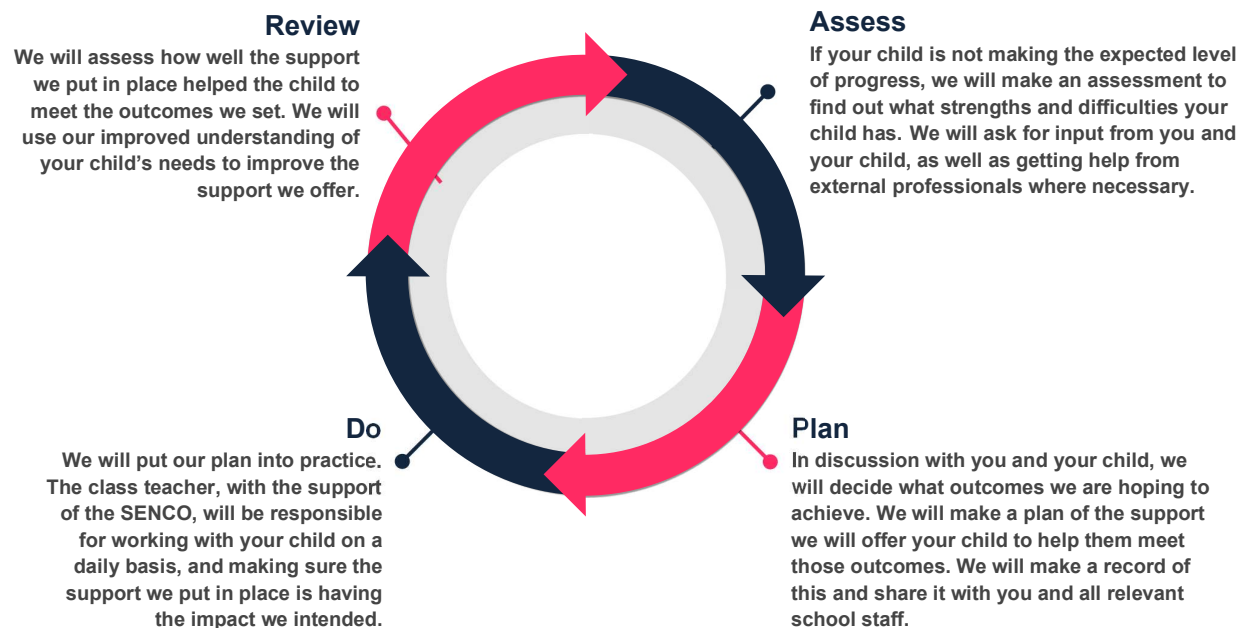 Review
We will assess how well the support
we put in place helped the child to
meet the outcomes we set. We will
use our improved understanding of
your child’s needs to improve the
support we offer.
Assess
If your child is not making the expected level
of progress, we will make an assessment to
find out what strengths and difficulties your
child has. We will ask for input from you and
your child, as well as getting help from
external professionals where necessary.
Do
We will put our plan into practice.
The class teacher, with the support
of the SENCO, will be responsible
for working with your child on a
daily basis, and making sure the
support we put in place is having
the impact we intended.
Plan
In discussion with you and your child, we
will decide what outcomes we are hoping to
achieve. We will make a plan of the support
we will offer your child to help them meet
those outcomes. We will make a record of
this and share it with you and all relevant
school staff.